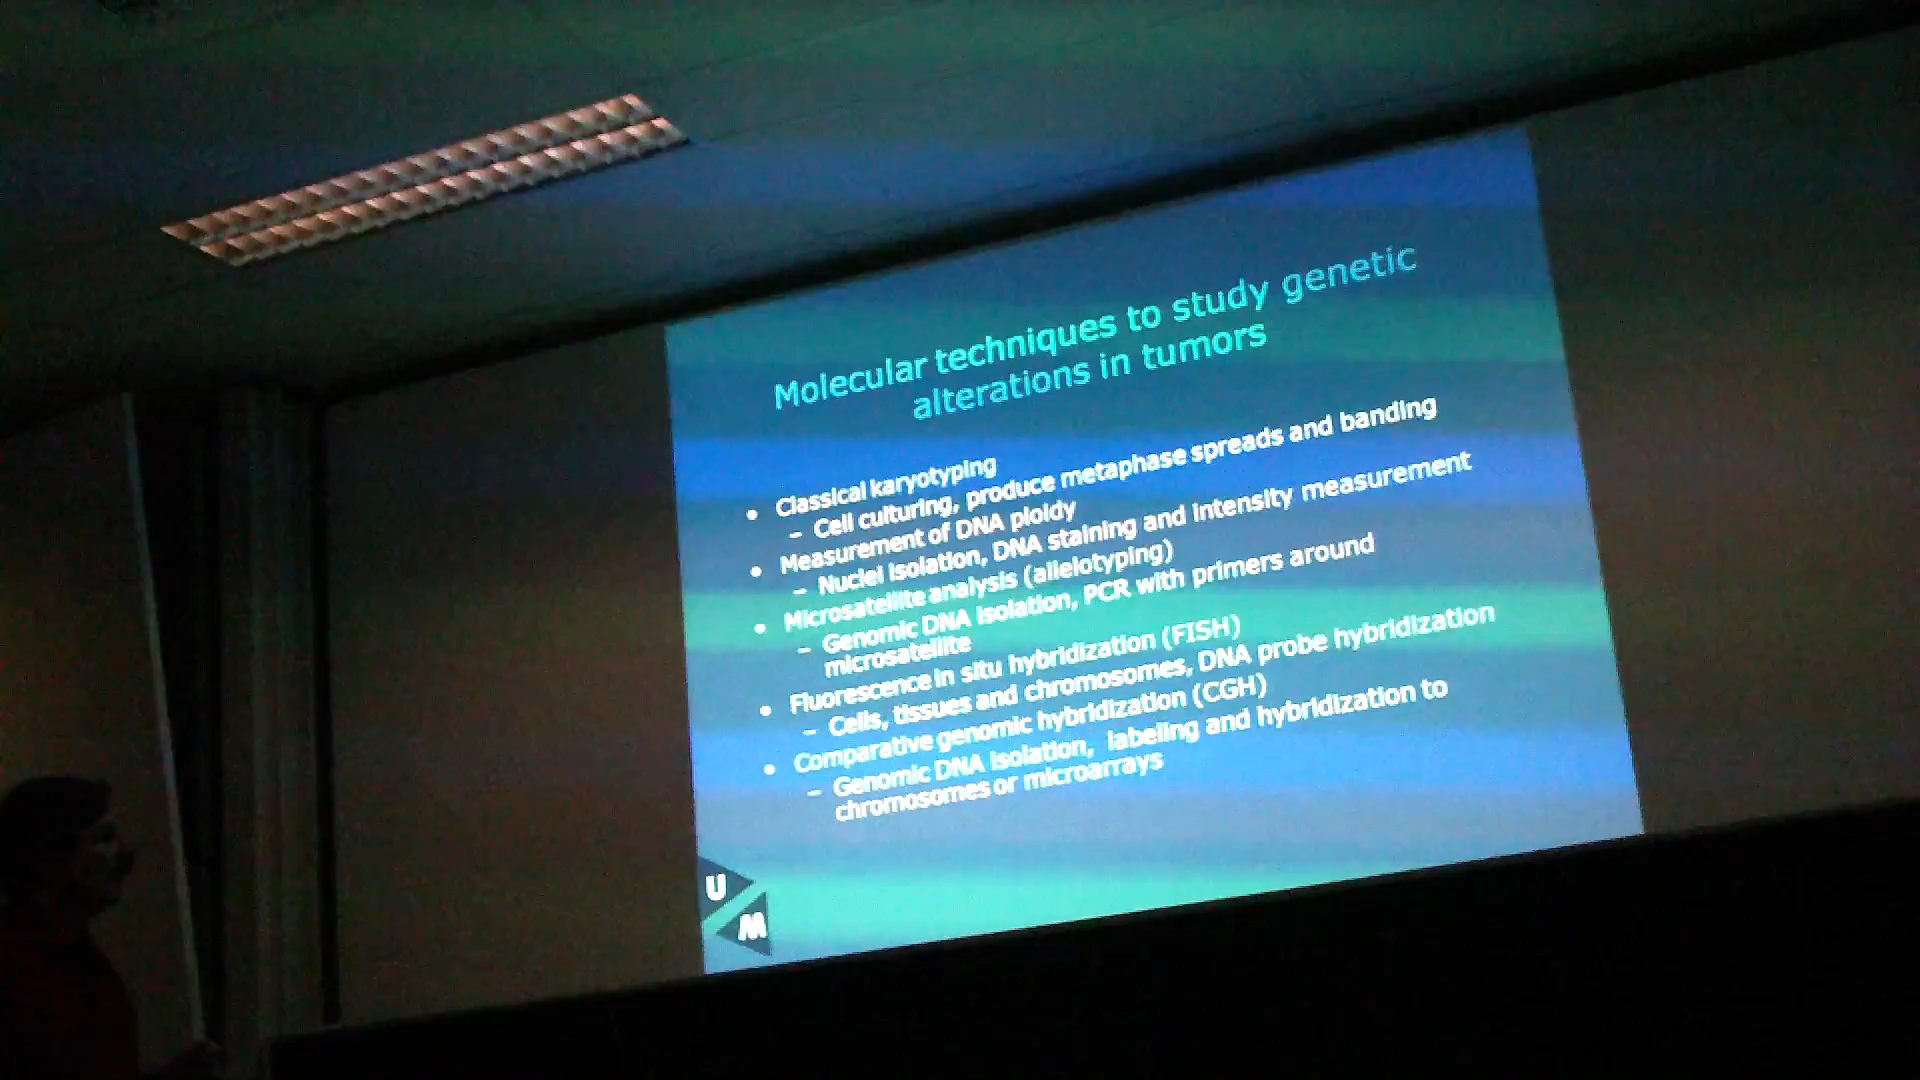 Molecular techniques to study genetic
alterations in tumors
• Classical karyotyping
– Cell culturing, produce metaphase spreads and banding
• Measurement of DNA ploidy
– Nuclei isolation, DNA staining and intensity measurement
• Microsatellite analysis (allelotyping)
– Genomic DNA isolation, PCR with primers around
microsatellite
• Fluorescence in situ hybridization (FISH)
– Cells, tissues and chromosomes, DNA probe hybridization
• Comparative genomic hybridization (CGH)
– Genomic DNA isolation, labeling and hybridization to
chromosomes or microarrays
U
M